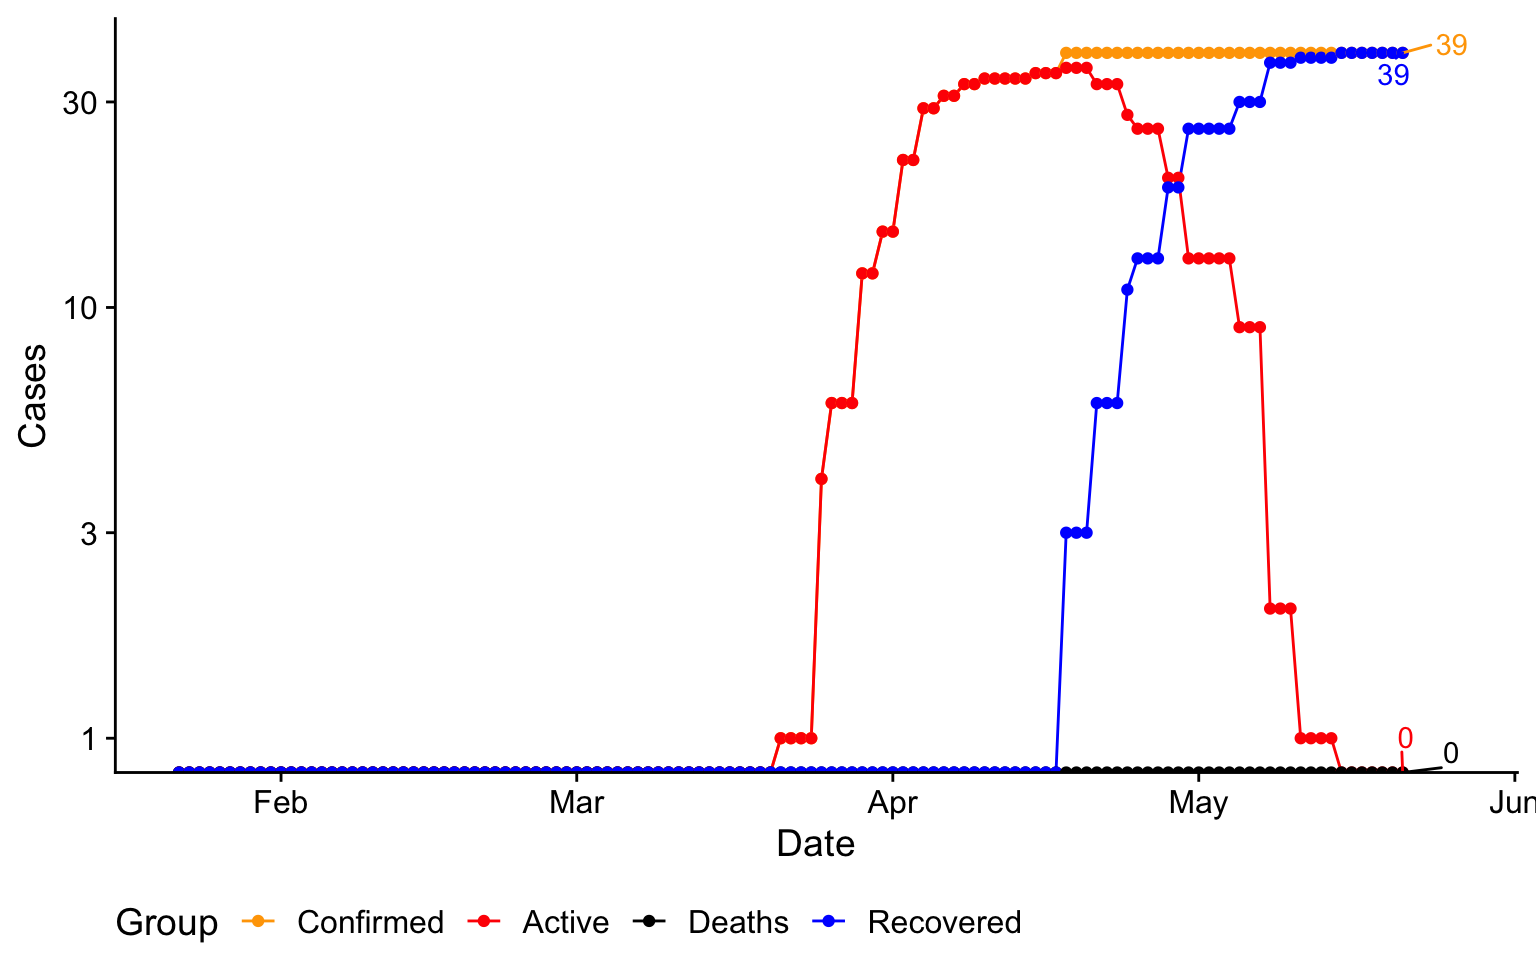 39
39
30
10
Cases
3
1
0
0
Feb Mar Apr May Jun
Date
Group Confirmed Active Deaths Recovered